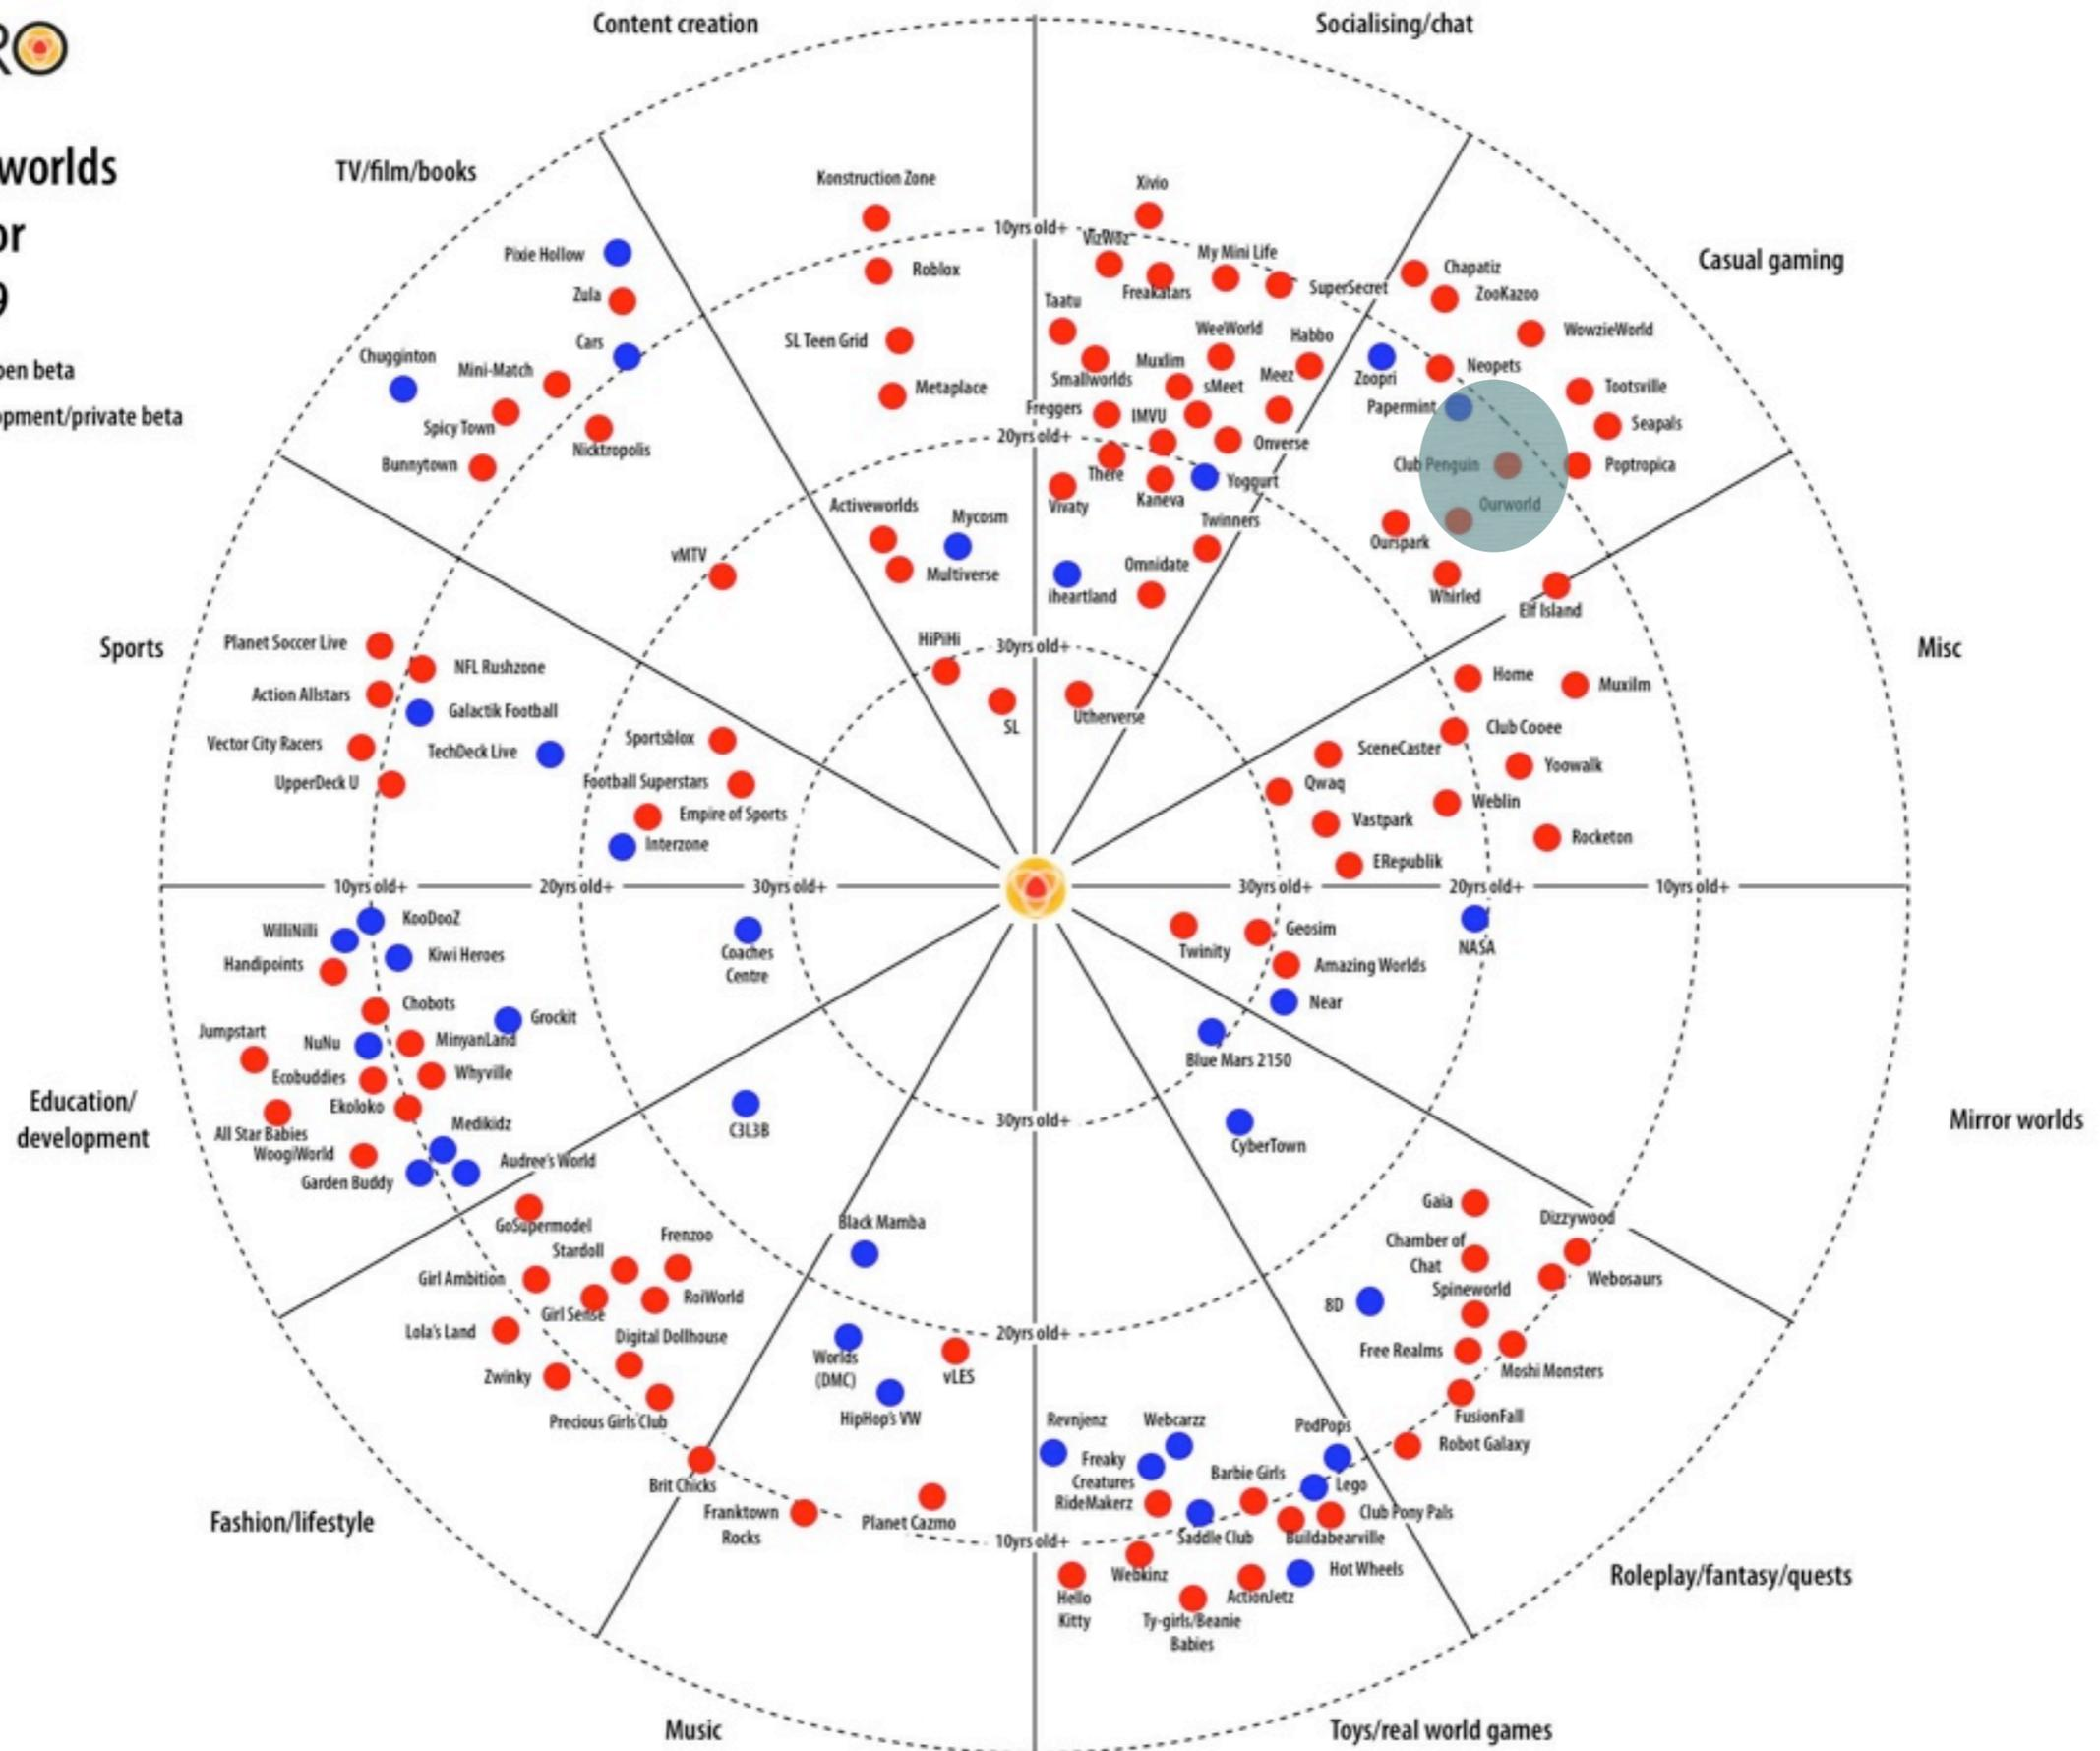 R
Content creation
Socialising/chat
worlds
or
9
pen beta
opment/private beta
TV/film/books
Casual gaming
Konstruction Zone
Xivio
10yrs old+
VizWoz
My Mini Life
Pixie Hollow
Roblox
Freakatars
SuperSecret
Chapatiz
ZooKazoo
Zula
Taatu
WowzieWorld
Cars
SL Teen Grid
WeeWorld
Habbo
Chugginton
Mini-Match
Smallworlds
Muxlim
sMeet
Meez
Zoopri
Neopets
Metaplace
Tootsville
Spicy Town
Freggers
IMVU
Papermint
Seapals
Nicktropolis
20yrs old+
Onverse
Bunnytown
There
Kaneva
Yoggurt
Club Penguin
Poptropica
Vivaty
Activeworlds
Mycosm
Twinners
Ourworld
Ourspark
vMTV
Multiverse
Omnidate
iheartland
Whirled
Elf Island
HiPiHi
30yrs old+
Sports
Planet Soccer Live
NFL Rushzone
Home
Muxilm
Misc
Action Allstars
Galactik Football
SL
Utherverse
Club Cooee
Vector City Racers
TechDeck Live
Sportsblox
SceneCaster
Yoowalk
UpperDeck U
Football Superstars
Qwaq
Weblin
Empire of Sports
Vastpark
Rocketon
Interzone
ERepublik
10yrs old+
20yrs old+
30yrs old+
30yrs old+
20yrs old+
10yrs old+
WilliNilli
KooDooZ
Handipoints
Kiwi Heroes
Coaches
Centre
Twinity
Geosim
NASA
Amazing Worlds
Near
Chobots
Grockit
Jumpstart
NuNu
MinyanLand
Blue Mars 2150
Ecobuddies
Whyville
Education/
development
Ekoloko
Medikidz
C3L3B
30yrs old+
CyberTown
Mirror worlds
All Star Babies
WoogiWorld
Audree's World
Garden Buddy
GoSupermodel
Frenzoo
Black Mamba
Gaia
Dizzywood
Stardoll
Chamber of
Chat
Girl Ambition
RoiWorld
Webosaurs
Girl Sense
Spineworld
8D
Lola's Land
Digital Dollhouse
20yrs old+
Worlds
(DMC)
vLES
Free Realms
Moshi Monsters
Zwinky
HipHop's VW
Precious Girls Club
Revnjenz
Webcarzz
PodPops
FusionFall
Robot Galaxy
Freaky
Creatures
Barbie Girls
Lego
Brit Chicks
RideMakerz
Fashion/lifestyle
Franktown
Rocks
Planet Cazmo
Saddle Club
Club Pony Pals
Buildabearville
10yrs old+
Webkinz
Hot Wheels
Hello
Kitty
ActionJetz
Ty-girls/Beanie
Babies
Roleplay/fantasy/quests
Music
Toys/real world games